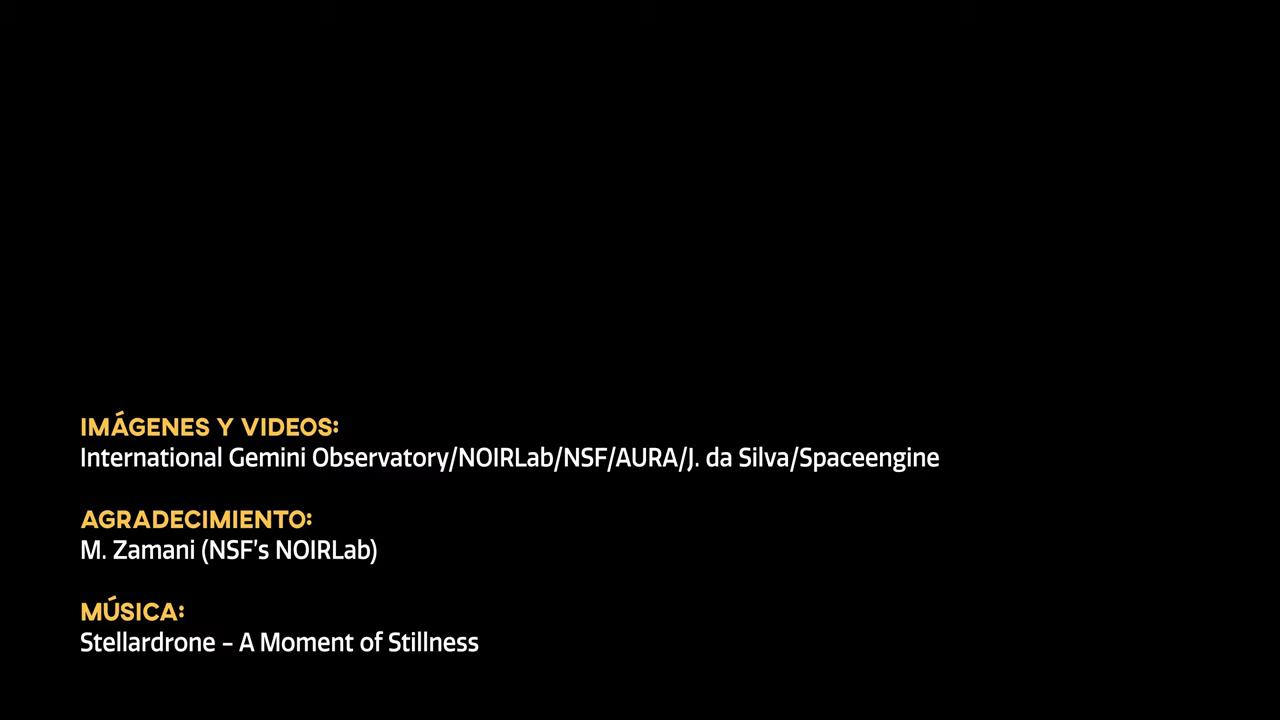 IMÁGENES Y VIDEOS:
International Gemini Observatory/NOIRLab/NSF/AURA/J. da Silva/Spaceengine
AGRADECIMIENTO:
M. Zamani (NSF’s NOIRLab)
MÚSICA:
Stellardrone – A Moment of Stillness